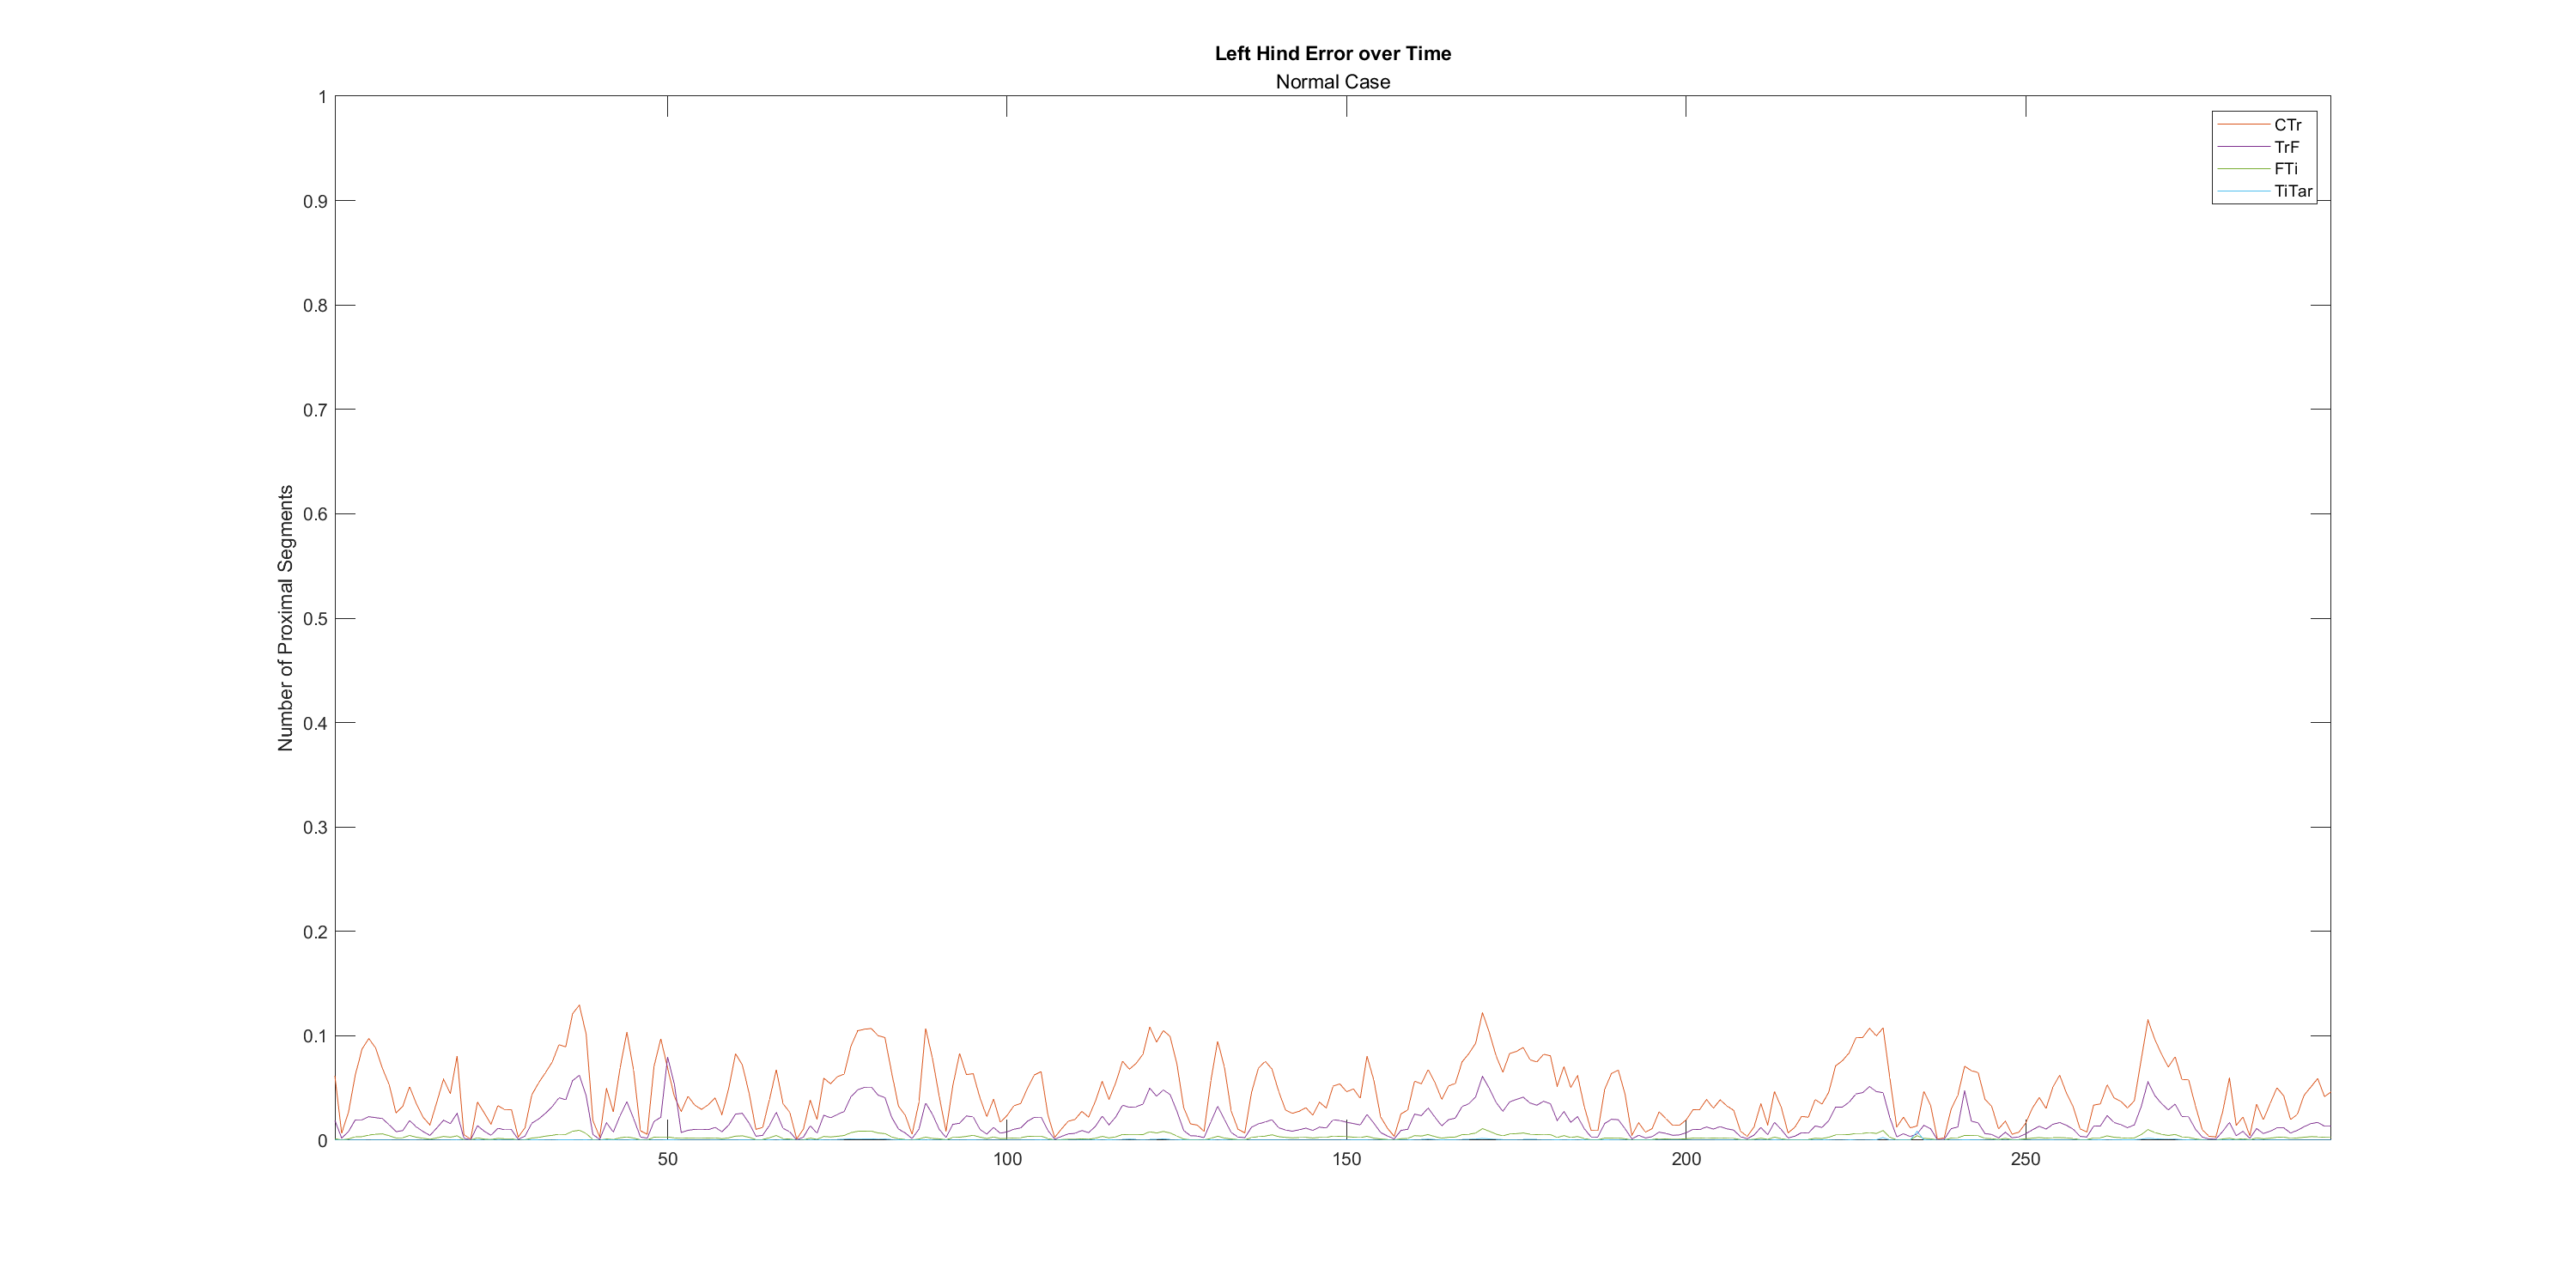 Left Hind Error over Time
Normal Case
Number of Proximal Segments
1
0.9
0.8
0.7
0.6
0.5
0.4
0.3
0.2
0.1
0
50
100
150
200
250
CTr
TrF
FTi
TiTar